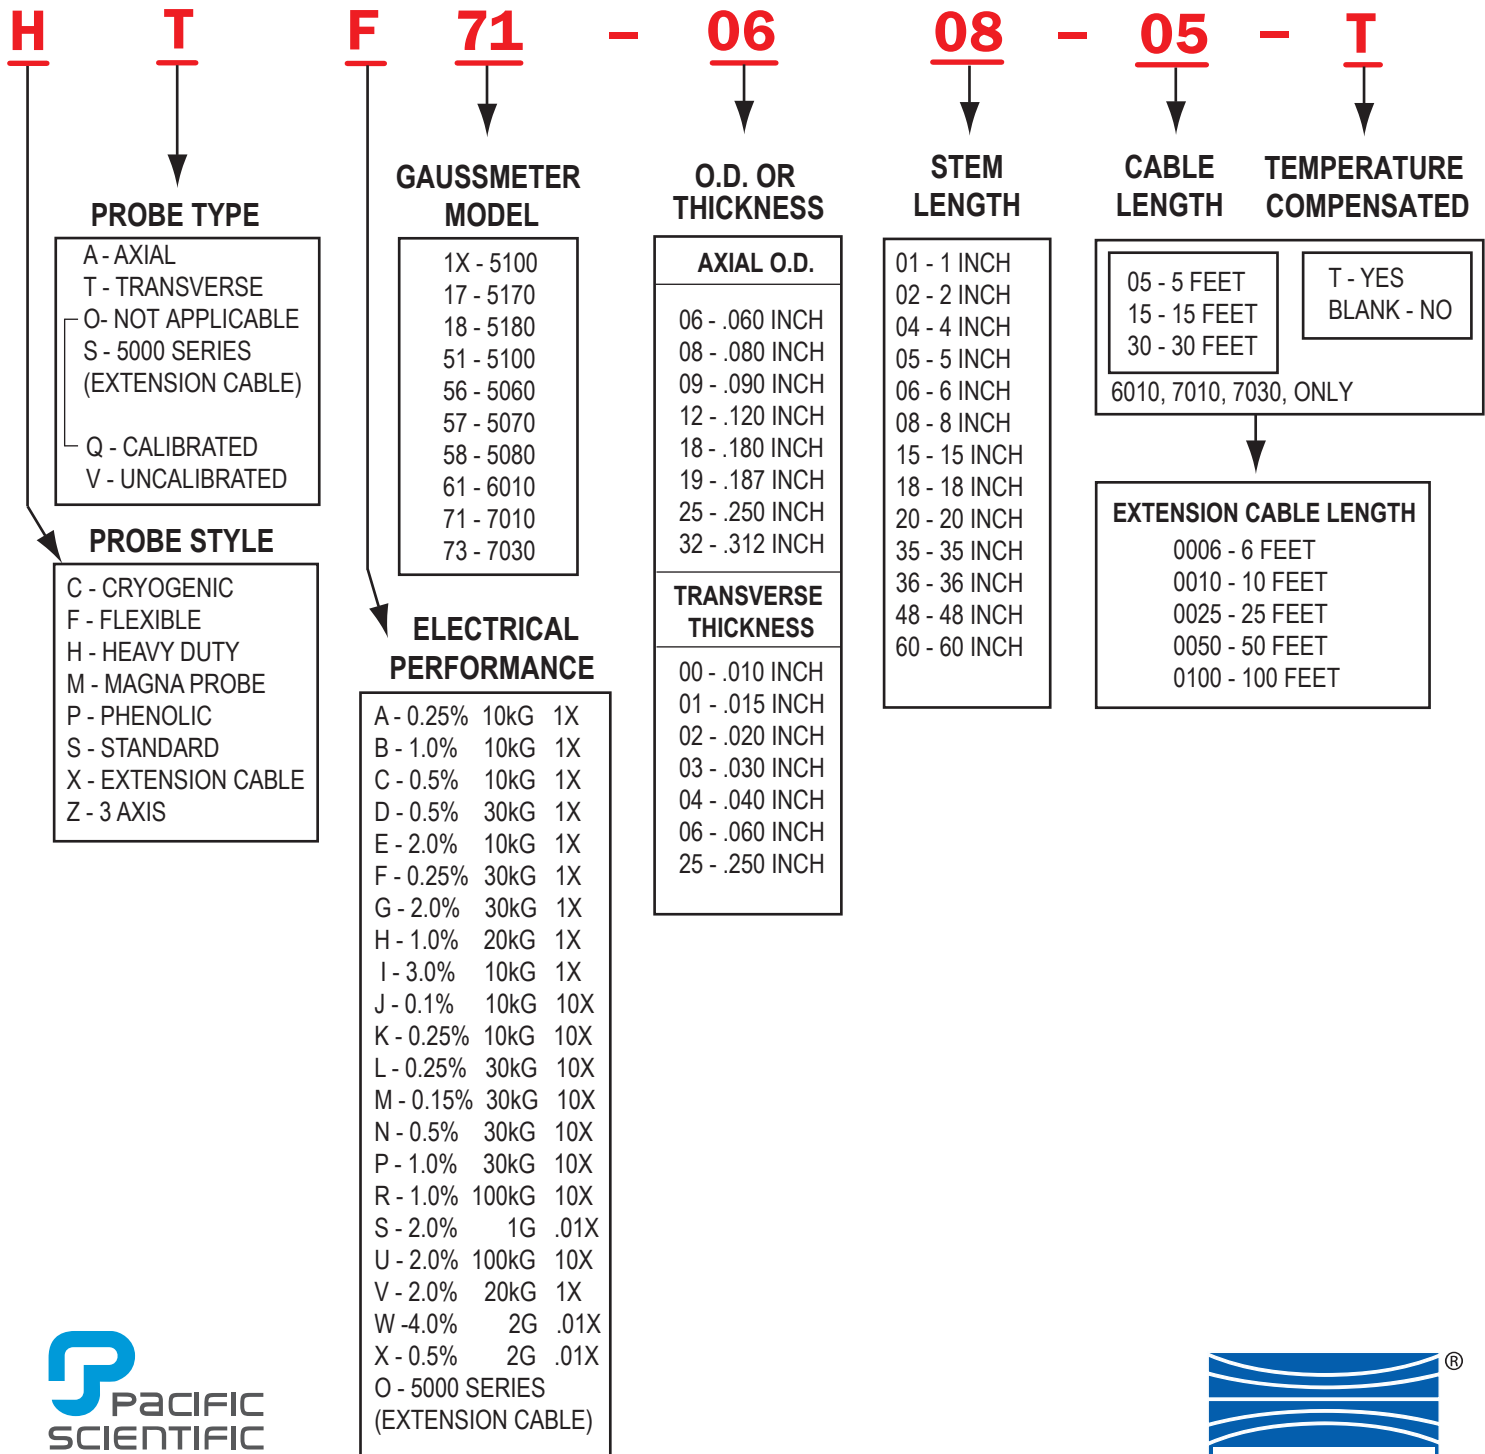 H T F 71 - 06 08 - 05 - T
PROBE TYPE
A - AXIAL
T - TRANSVERSE
O- NOT APPLICABLE
S - 5000 SERIES
(EXTENSION CABLE)
Q - CALIBRATED
V - UNCALIBRATED
PROBE STYLE
C - CRYOGENIC
F - FLEXIBLE
H - HEAVY DUTY
M - MAGNA PROBE
P - PHENOLIC
S - STANDARD
X - EXTENSION CABLE
Z - 3 AXIS
GAUSSMETER
MODEL
1X - 5100
17 - 5170
18 - 5180
51 - 5100
56 - 5060
57 - 5070
58 - 5080
61 - 6010
71 - 7010
73 - 7030
ELECTRICAL
PERFORMANCE
A - 0.25% 10kG 1X
B - 1.0% 10kG 1X
C - 0.5% 10kG 1X
D - 0.5% 30kG 1X
E - 2.0% 10kG 1X
F - 0.25% 30kG 1X
G - 2.0% 30kG 1X
H - 1.0% 20kG 1X
I - 3.0% 10kG 1X
J - 0.1% 10kG 10X
K - 0.25% 10kG 10X
L - 0.25% 30kG 10X
M - 0.15% 30kG 10X
N - 0.5% 30kG 10X
P - 1.0% 30kG 10X
R - 1.0% 100kG 10X
S - 2.0% 1G .01X
U - 2.0% 100kG 10X
V - 2.0% 20kG 1X
W -4.0% 2G .01X
X - 0.5% 2G .01X
O - 5000 SERIES
(EXTENSION CABLE)
O.D. OR
THICKNESS
AXIAL O.D.
06 - .060 INCH
08 - .080 INCH
09 - .090 INCH
12 - .120 INCH
18 - .180 INCH
19 - .187 INCH
25 - .250 INCH
32 - .312 INCH
TRANSVERSE
THICKNESS
00 - .010 INCH
01 - .015 INCH
02 - .020 INCH
03 - .030 INCH
04 - .040 INCH
06 - .060 INCH
25 - .250 INCH
STEM
LENGTH
01 - 1 INCH
02 - 2 INCH
04 - 4 INCH
05 - 5 INCH
06 - 6 INCH
08 - 8 INCH
15 - 15 INCH
18 - 18 INCH
20 - 20 INCH
35 - 35 INCH
36 - 36 INCH
48 - 48 INCH
60 - 60 INCH
CABLE
LENGTH
05 - 5 FEET
15 - 15 FEET
30 - 30 FEET
TEMPERATURE
COMPENSATED
T - YES
BLANK - NO
6010, 7010, 7030, ONLY
EXTENSION CABLE LENGTH
0006 - 6 FEET
0010 - 10 FEET
0025 - 25 FEET
0050 - 50 FEET
0100 - 100 FEET
PACIFIC
SCIENTIFIC
®